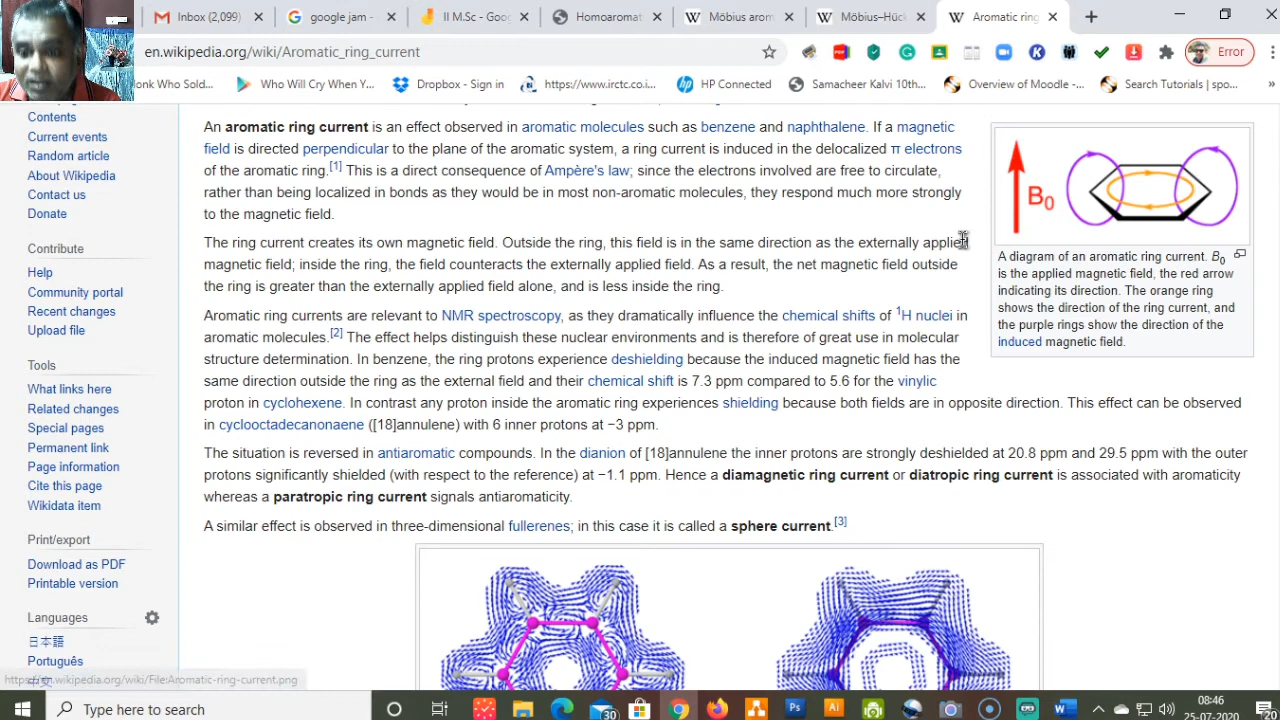 Inbox (2,099)
google jam -
II M.Sc - Goo
Homoaromat
Möbius arom
Möbius–Hück
Aromatic ring
en.wikipedia.org/wiki/Aromatic_ring_current
Error
onk Who Sold...
Who Will Cry When Y...
Dropbox - Sign in
https://www.irctc.co.i...
HP Connected
Samacheer Kalvi 10th...
Overview of Moodle -...
Search Tutorials | spo...
»
Contents
Current events
Random article
About Wikipedia
Contact us
Donate
Contribute
Help
Community portal
Recent changes
Upload file
Tools
What links here
Related changes
Special pages
Permanent link
Page information
Cite this page
Wikidata item
Print/export
Download as PDF
Printable version
Languages
日本語
Português
中文
An aromatic ring current is an effect observed in aromatic molecules such as benzene and naphthalene. If a magnetic
field is directed perpendicular to the plane of the aromatic system, a ring current is induced in the delocalized π electrons
of the aromatic ring.[1] This is a direct consequence of Ampère's law; since the electrons involved are free to circulate,
rather than being localized in bonds as they would be in most non-aromatic molecules, they respond much more strongly
to the magnetic field.
The ring current creates its own magnetic field. Outside the ring, this field is in the same direction as the externally applied
magnetic field; inside the ring, the field counteracts the externally applied field. As a result, the net magnetic field outside
the ring is greater than the externally applied field alone, and is less inside the ring.
Aromatic ring currents are relevant to NMR spectroscopy, as they dramatically influence the chemical shifts of 1H nuclei in
aromatic molecules.[2] The effect helps distinguish these nuclear environments and is therefore of great use in molecular
structure determination. In benzene, the ring protons experience deshielding because the induced magnetic field has the
same direction outside the ring as the external field and their chemical shift is 7.3 ppm compared to 5.6 for the vinylic
proton in cyclohexene. In contrast any proton inside the aromatic ring experiences shielding because both fields are in opposite direction. This effect can be observed
in cyclooctadecanonaene ([18]annulene) with 6 inner protons at −3 ppm.
The situation is reversed in antiaromatic compounds. In the dianion of [18]annulene the inner protons are strongly deshielded at 20.8 ppm and 29.5 ppm with the outer
protons significantly shielded (with respect to the reference) at −1.1 ppm. Hence a diamagnetic ring current or diatropic ring current is associated with aromaticity
whereas a paratropic ring current signals antiaromaticity.
A similar effect is observed in three-dimensional fullerenes; in this case it is called a sphere current.[3]
B0
A diagram of an aromatic ring current. B0
is the applied magnetic field, the red arrow
indicating its direction. The orange ring
shows the direction of the ring current, and
the purple rings show the direction of the
induced magnetic field.
https://en.wikipedia.org/wiki/File:Aromatic-ring-current.png
Type here to search
30
08:46
25-07-2020
20